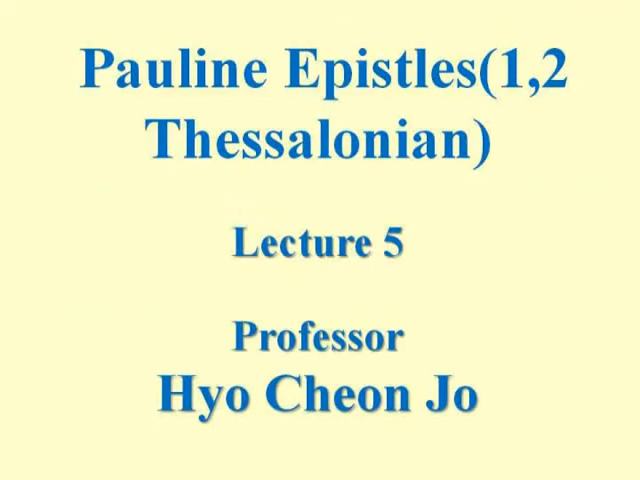 Pauline Epistles(1,2
Thessalonian)
Lecture 5
Professor
Hyo Cheon Jo